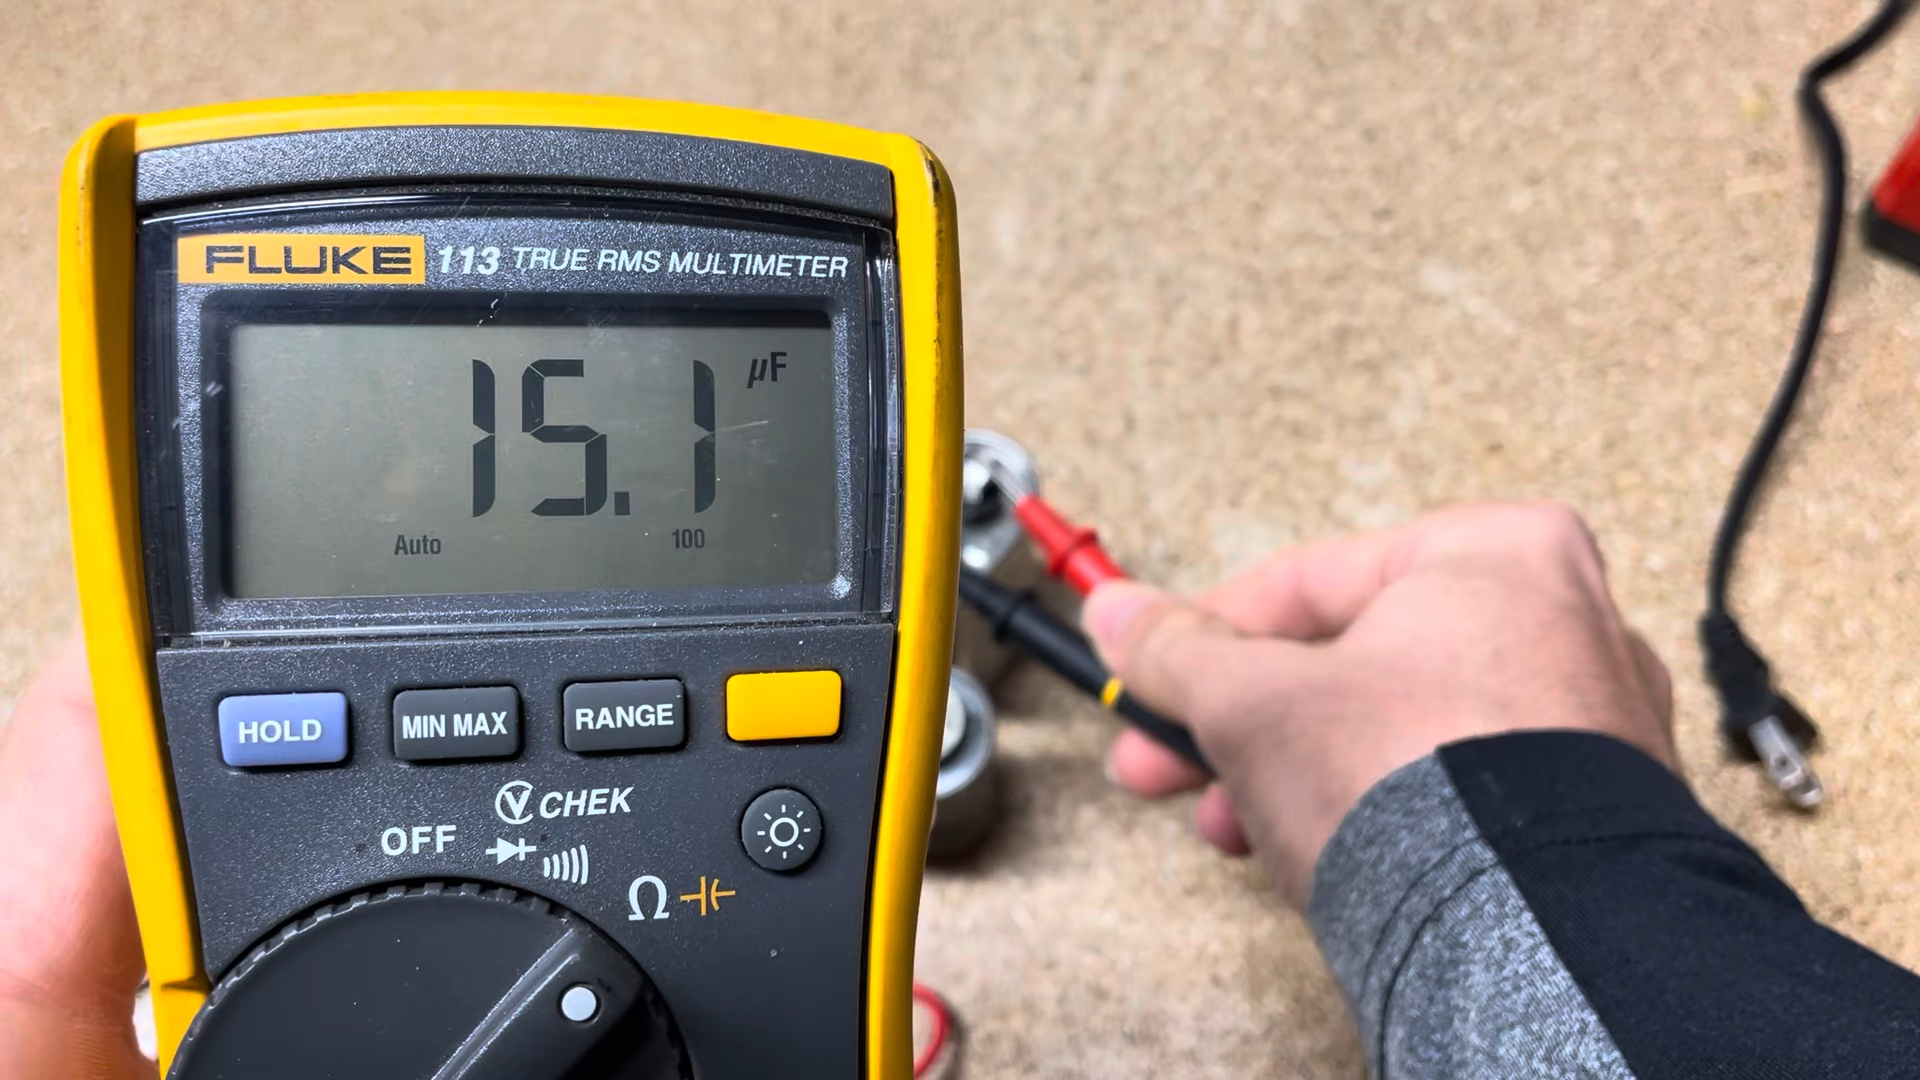 FLUKE 113 TRUE RMS MULTIMETER
15.1 µF
Auto 100
HOLD MIN MAX RANGE
V CHEK
OFF
Ω